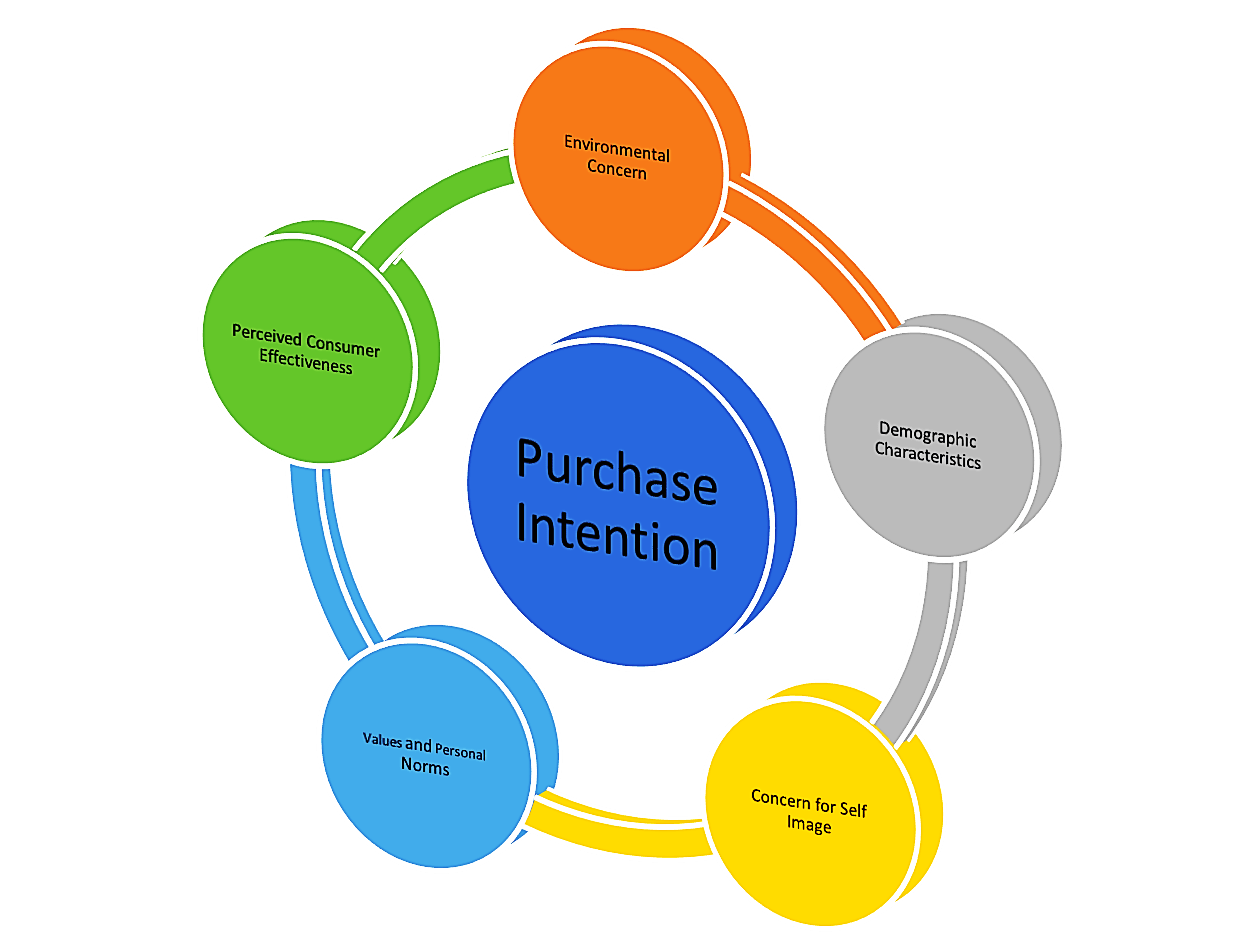 Environmental
Concern
Perceived Consumer
Effectiveness
Demographic
Characteristics
Purchase
Intention
Values and Personal
Norms
Concern for Self
Image